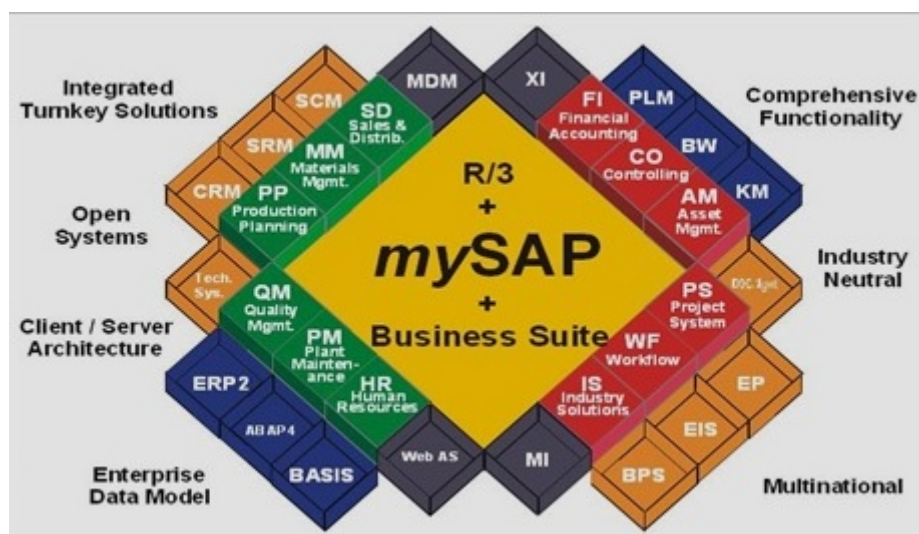 Integrated
Turnkey Solutions
Open
Systems
Client / Server
Architecture
Enterprise
Data Model
Comprehensive
Functionality
Industry
Neutral
Multinational
MDM
XI
SCM
SRM
CRM
Tech.
Sys.
SD
Sales &
Distrib.
MM
Materials
Mgmt.
PP
Production
Planning
FI
Financial
Accounting
CO
Controlling
AM
Asset
Mgmt.
PLM
BW
KM
R/3
+
mySAP
+
Business Suite
QM
Quality
Mgmt.
PM
Plant
Mainten-
ance
HR
Human
Resources
PS
Project
System
WF
Workflow
IS
Industry
Solutions
ERP2
ABAP4
BASIS
Web AS
MI
EP
EIS
BPS